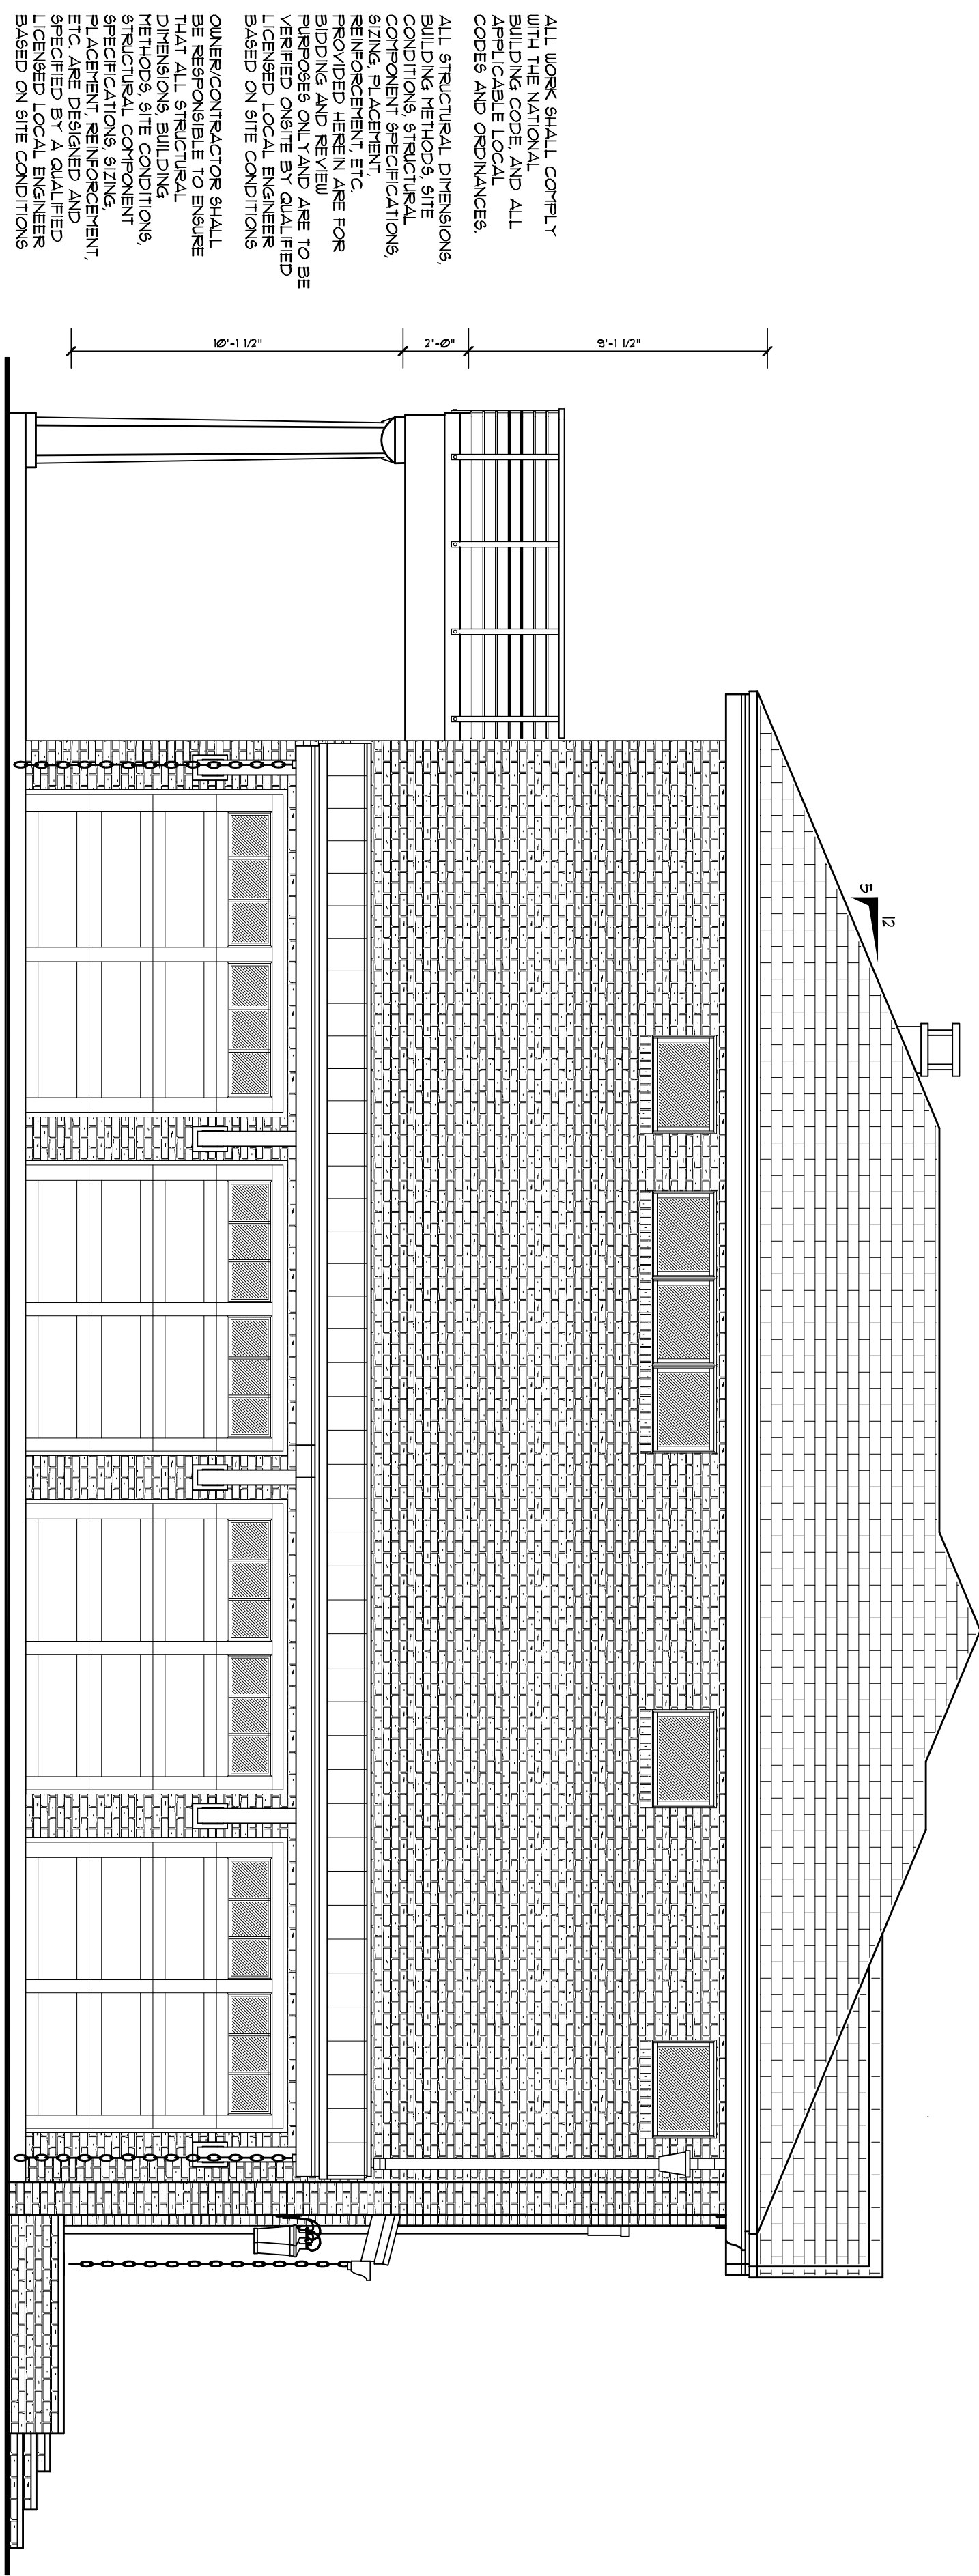 ALL WORK SHALL COMPLY
WITH THE NATIONAL
BUILDING CODE, AND ALL
APPLICABLE LOCAL
CODES AND ORDINANCES.
ALL STRUCTURAL DIMENSIONS,
BUILDING METHODS, SITE
CONDITIONS, STRUCTURAL
COMPONENT SPECIFICATIONS,
SIZING, PLACEMENT,
REINFORCEMENT, ETC.
PROVIDED HEREIN ARE FOR
BIDDING AND REVIEW
PURPOSES ONLY AND ARE TO BE
VERIFIED ONSITE BY QUALIFIED
LICENSED LOCAL ENGINEER
BASED ON SITE CONDITIONS
OWNER/CONTRACTOR SHALL
BE RESPONSIBLE TO ENSURE
THAT ALL STRUCTURAL
DIMENSIONS, BUILDING
METHODS, SITE CONDITIONS,
STRUCTURAL COMPONENT
SPECIFICATIONS, SIZING,
PLACEMENT, REINFORCEMENT,
ETC. ARE DESIGNED AND
SPECIFIED BY A QUALIFIED
LICENSED LOCAL ENGINEER
BASED ON SITE CONDITIONS
9'-1 1/2"
2'-0"
10'-1 1/2"
12
5